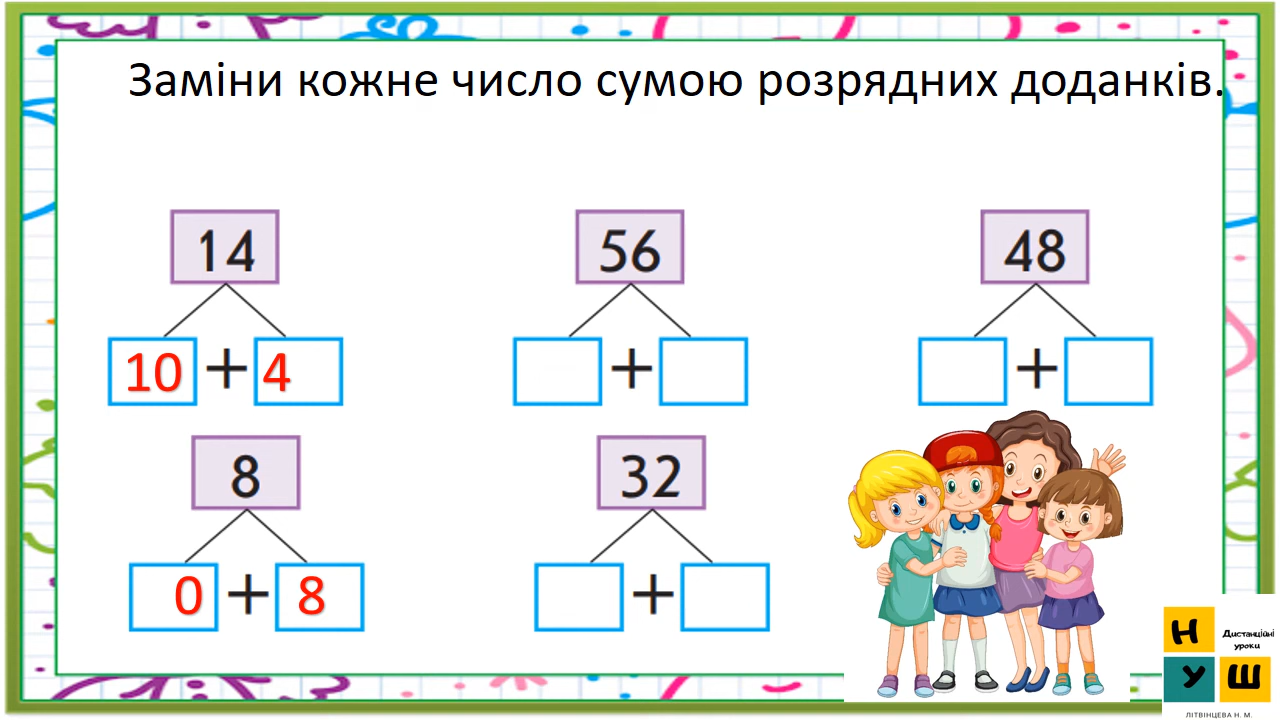 Заміни кожне число сумою розрядних доданків.
14 56 48
10 + 4 + +
8 32
0 + 8 +
Н Дистанційні
уроки
У Ш
ЛІТВІНЦЕВА Н. М.